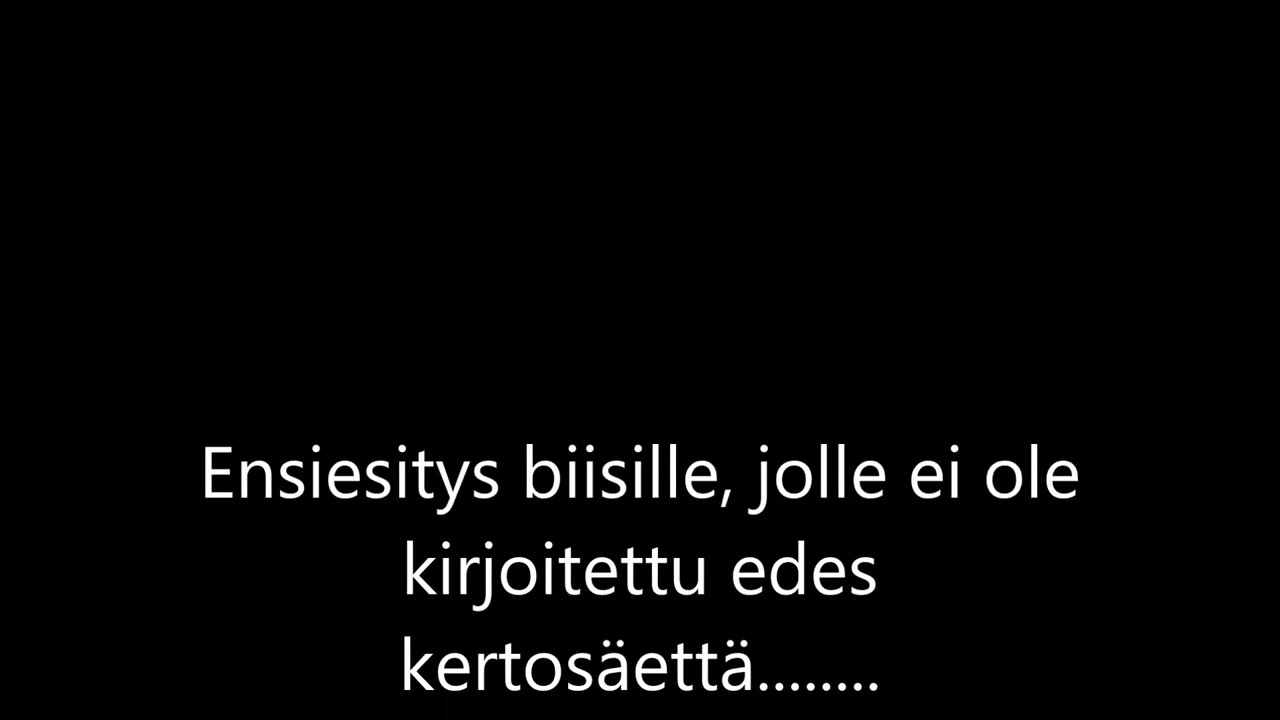 Ensiesitys biisille, jolle ei ole
kirjoitettu edes
kertosäettä........